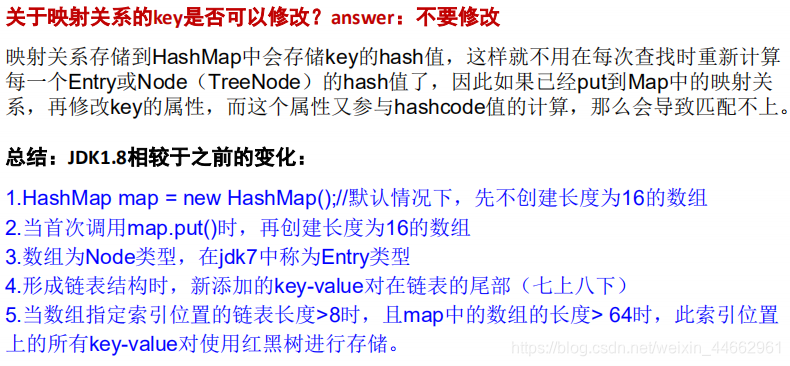 关于映射关系的key是否可以修改？answer：不要修改
映射关系存储到HashMap中会存储key的hash值，这样就不用在每次查找时重新计算
每一个Entry或Node（TreeNode）的hash值了，因此如果已经put到Map中的映射关
系，再修改key的属性，而这个属性又参与hashcode值的计算，那么会导致匹配不上。
总结：JDK1.8相较于之前的变化：
1.HashMap map = new HashMap();//默认情况下，先不创建长度为16的数组
2.当首次调用map.put()时，再创建长度为16的数组
3.数组为Node类型，在jdk7中称为Entry类型
4.形成链表结构时，新添加的key-value对在链表的尾部（七上八下）
5.当数组指定索引位置的链表长度>8时，且map中的数组的长度> 64时，此索引位置
上的所有key-value对使用红黑树进行存储。
https://blog.csdn.net/weixin_44662961